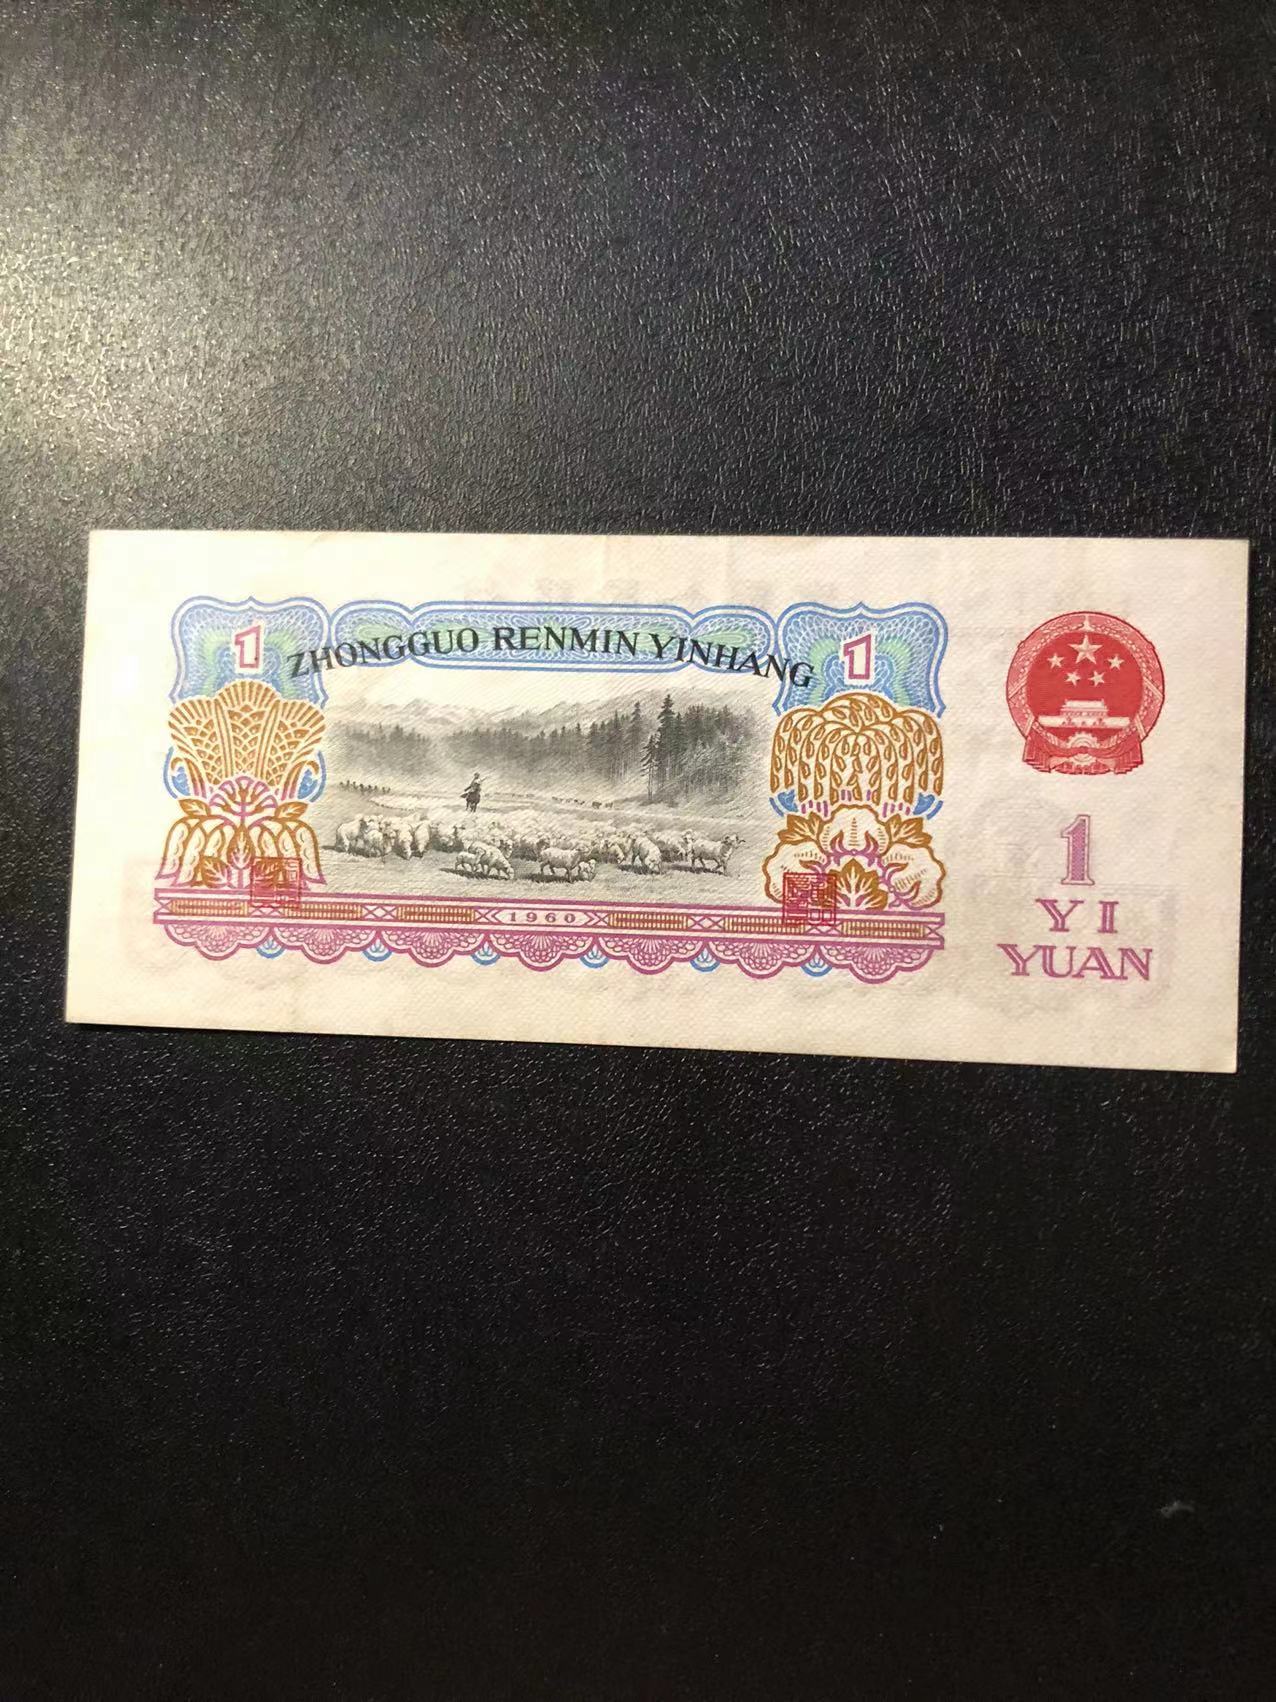 1
ZHONGGUO RENMIN YINHANG
1
1960
1
YI
YUAN